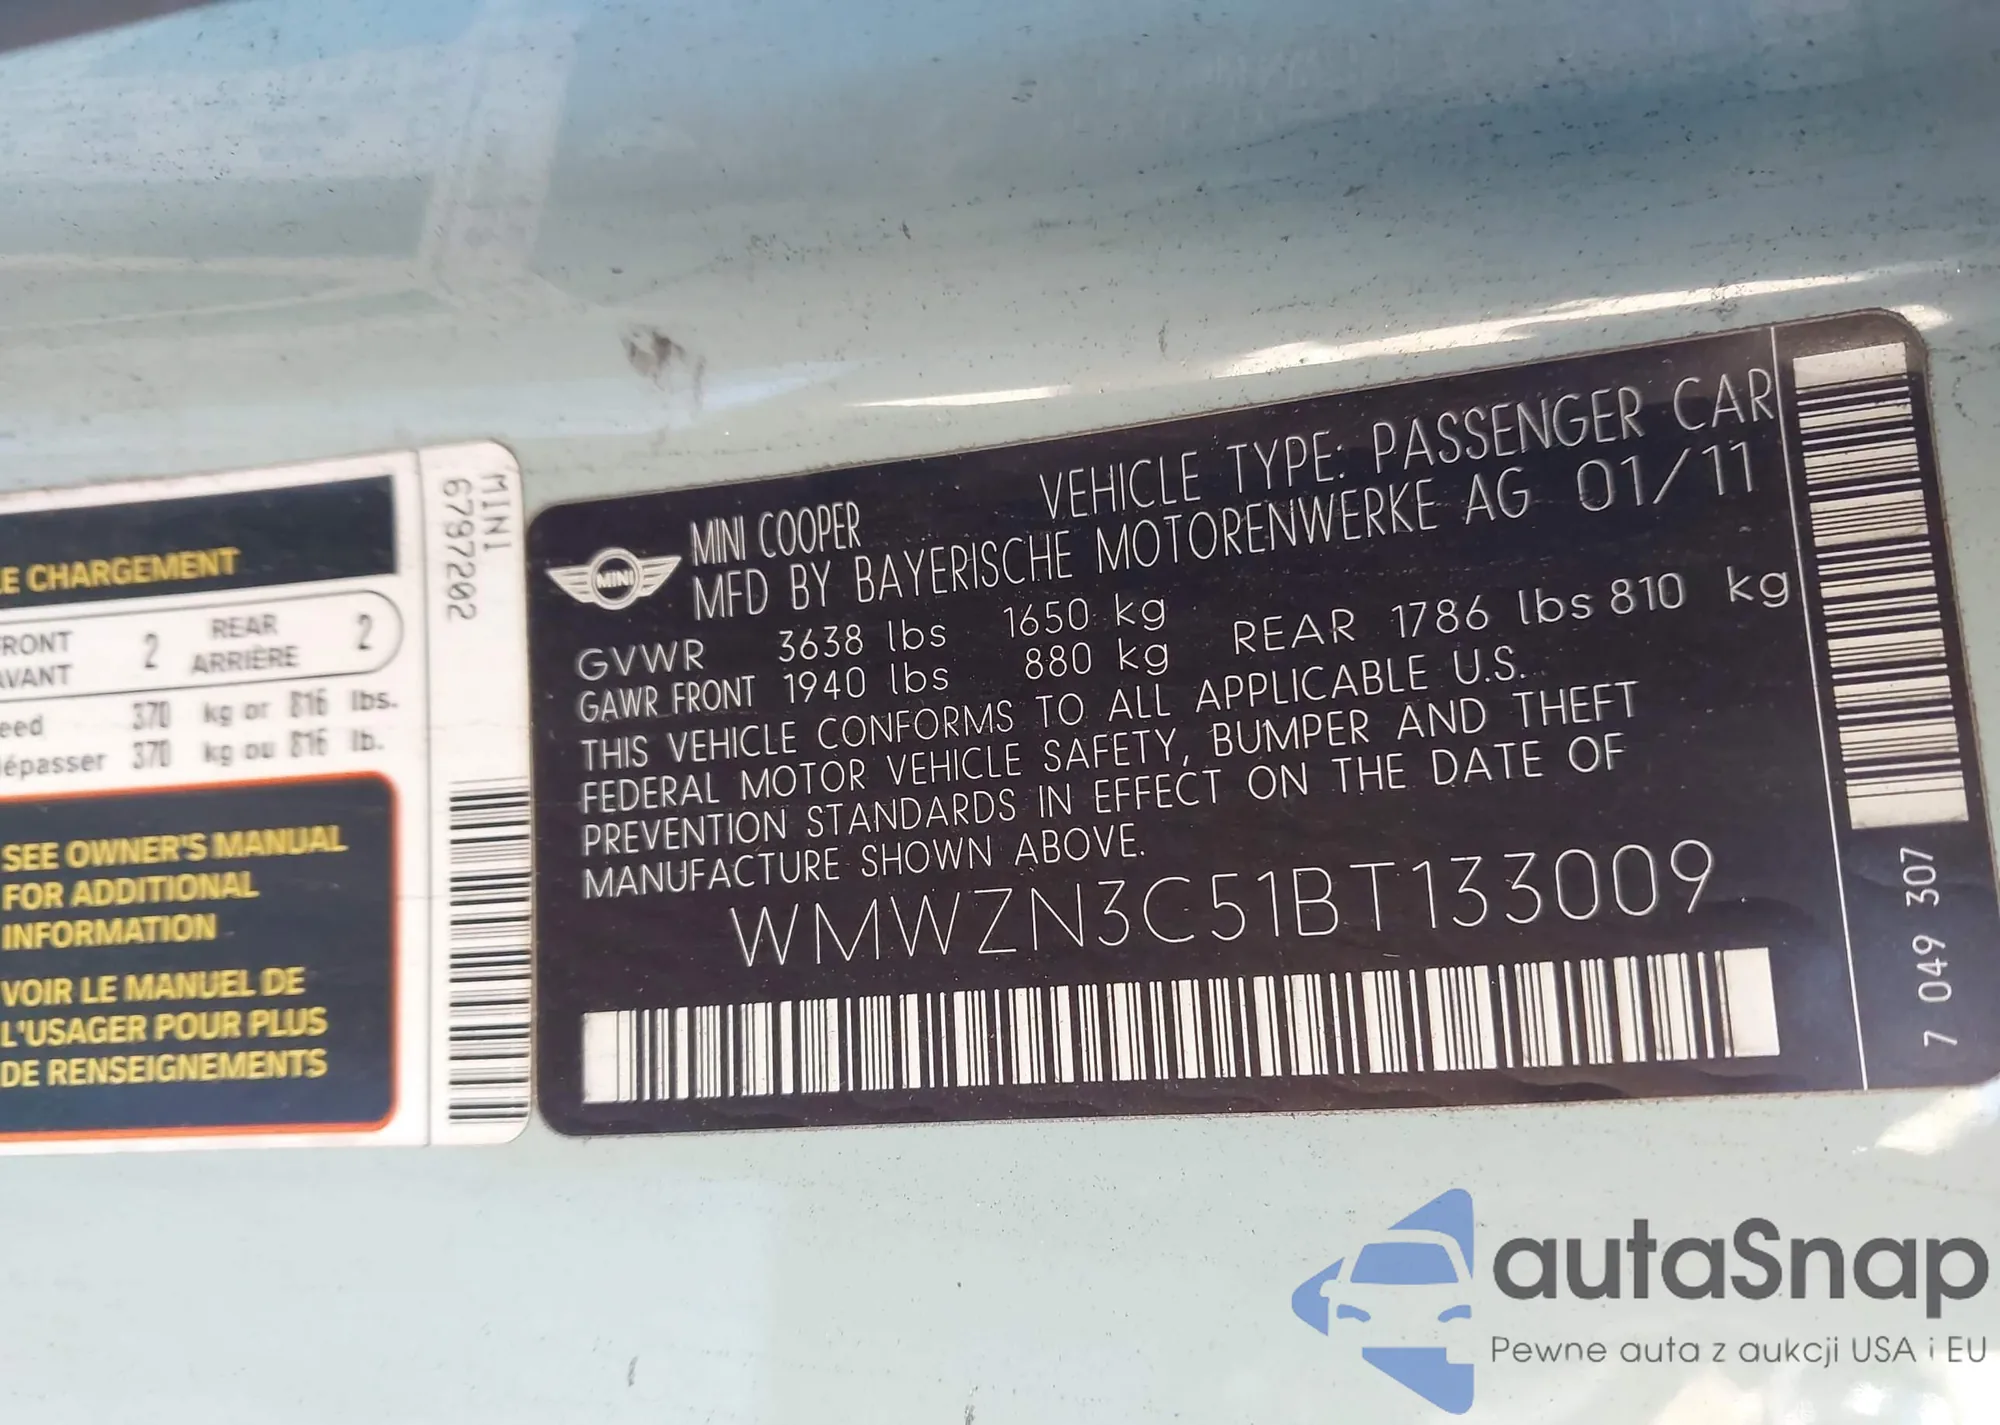 LE CHARGEMENT
FRONT 2 REAR 2
AVANT ARRIÈRE
eed 370 kg or 816 lbs.
dépasser 370 kg ou 816 lb.
SEE OWNER'S MANUAL
FOR ADDITIONAL
INFORMATION
VOIR LE MANUEL DE
L'USAGER POUR PLUS
DE RENSEIGNEMENTS
MINI
6797202
MINI
MINI COOPER VEHICLE TYPE: PASSENGER CAR
MFD BY BAYERISCHE MOTORENWERKE AG 01/11
GVWR 3638 lbs 1650 kg
GAWR FRONT 1940 lbs 880 kg REAR 1786 lbs 810 kg
THIS VEHICLE CONFORMS TO ALL APPLICABLE U.S.
FEDERAL MOTOR VEHICLE SAFETY, BUMPER AND THEFT
PREVENTION STANDARDS IN EFFECT ON THE DATE OF
MANUFACTURE SHOWN ABOVE.
WMWZN3C51BT133009
7 049 307
autaSnap
Pewne auta z aukcji USA i EU